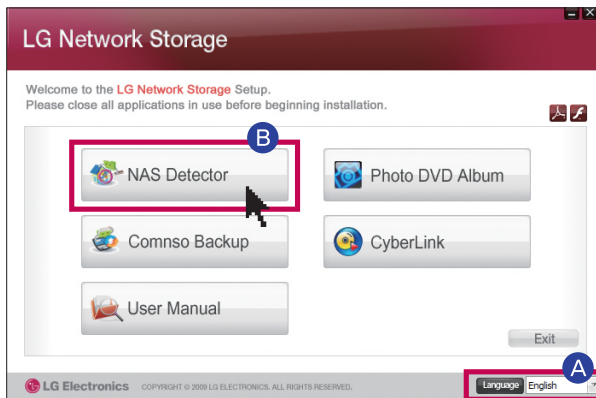 LG Network Storage
Welcome to the LG Network Storage Setup.
Please close all applications in use before beginning installation.
B
NAS Detector
Photo DVD Album
Comnso Backup
CyberLink
User Manual
Exit
A
LG Electronics COPYRIGHT © 2009 LG ELECTRONICS. ALL RIGHTS RESERVED.
Language English